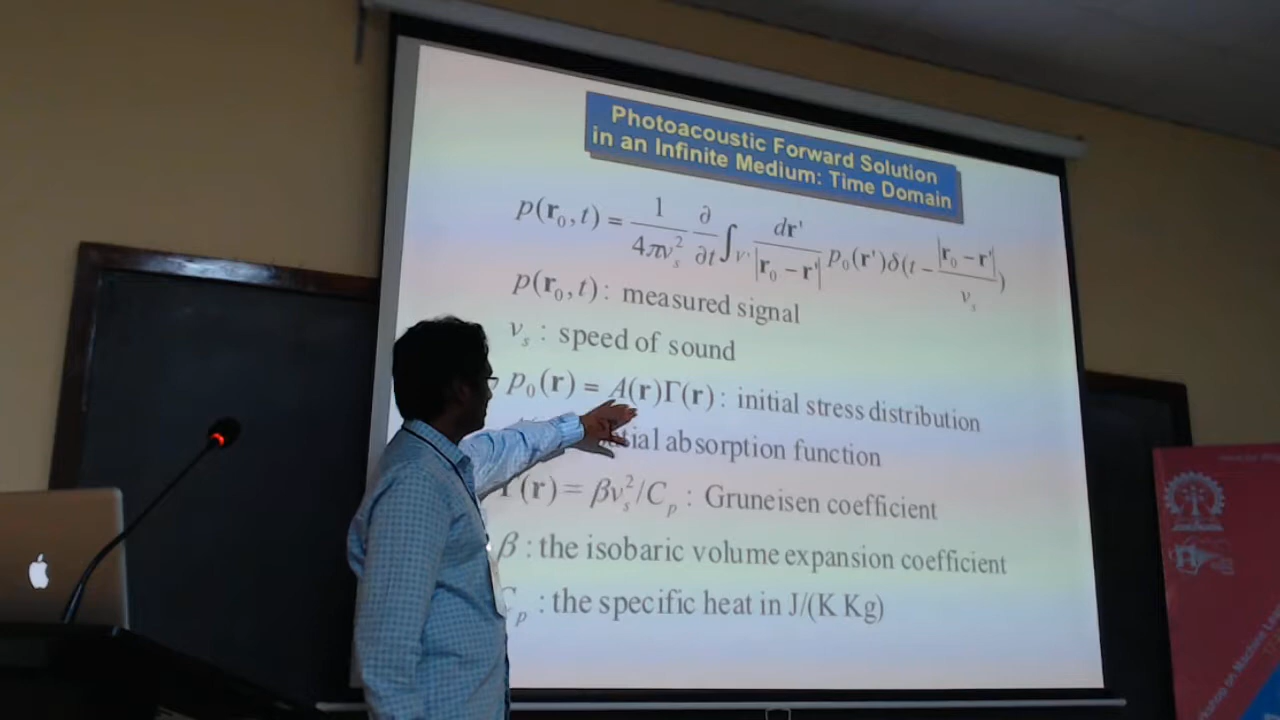 Photoacoustic Forward Solution
in an Infinite Medium: Time Domain
p(r₀,t) = 1/(4πv_s²) ∂/∂t ∫_V' dr'/|r₀ − r'| p₀(r')δ(t − |r₀ − r'|/v_s)
p(r₀,t) : measured signal
v_s : speed of sound
p₀(r) = A(r)Γ(r) : initial stress distribution
absorption function
Γ(r) = βv_s²/C_p : Gruneisen coefficient
β : the isobaric volume expansion coefficient
C_p : the specific heat in J/(K Kg)
on Machine